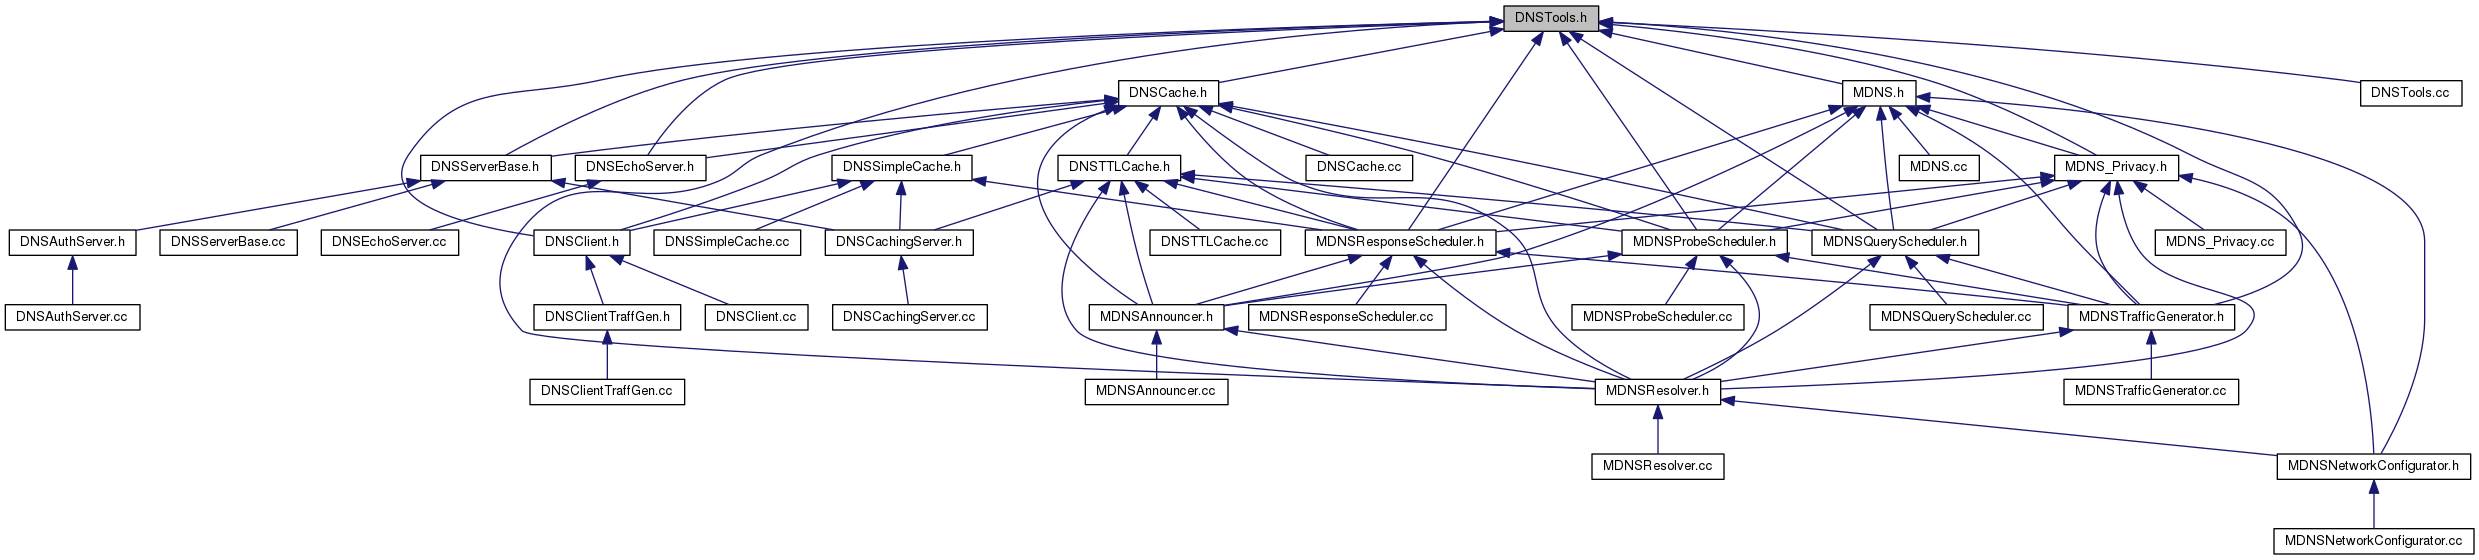 DNSTools.h
DNSCache.h
MDNS.h
DNSTools.cc
DNSServerBase.h
DNSEchoServer.h
DNSSimpleCache.h
DNSTTLCache.h
DNSCache.cc
MDNS.cc
MDNS_Privacy.h
DNSAuthServer.h
DNSServerBase.cc
DNSEchoServer.cc
DNSClient.h
DNSSimpleCache.cc
DNSCachingServer.h
DNSTTLCache.cc
MDNSResponseScheduler.h
MDNSProbeScheduler.h
MDNSQueryScheduler.h
MDNS_Privacy.cc
DNSAuthServer.cc
DNSClientTraffGen.h
DNSClient.cc
DNSCachingServer.cc
MDNSAnnouncer.h
MDNSResponseScheduler.cc
MDNSProbeScheduler.cc
MDNSQueryScheduler.cc
MDNSTrafficGenerator.h
DNSClientTraffGen.cc
MDNSAnnouncer.cc
MDNSResolver.h
MDNSTrafficGenerator.cc
MDNSResolver.cc
MDNSNetworkConfigurator.h
MDNSNetworkConfigurator.cc